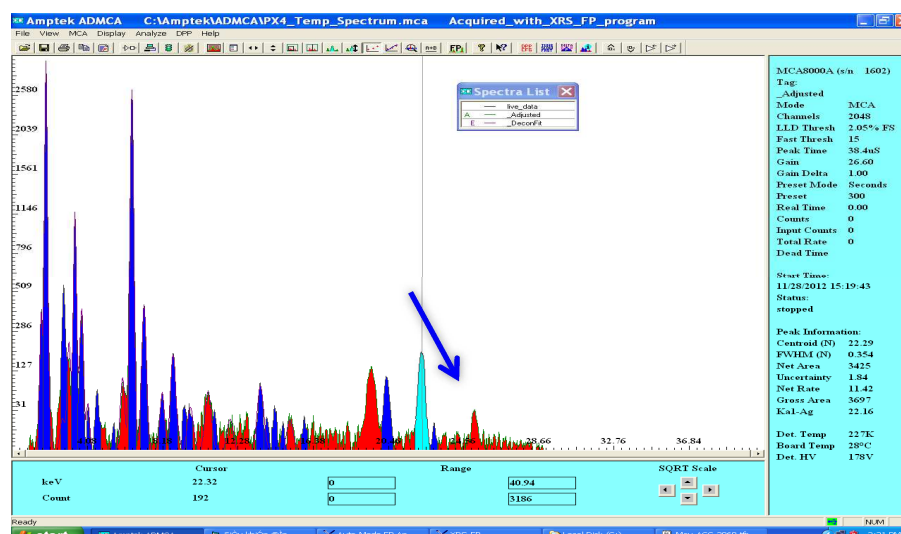 Amptek ADMCA C:\Amptek\ADMCA\PX4_Temp_Spectrum.mca Acquired_with_XRS_FP_program
File View MCA Display Analyze DPP Help
Spectra List
live_data
A _Adjusted
E _DeconFit
2580
2039
1561
1146
796
509
286
127
31
28.66 32.76 36.84
MCA8000A (s/n 1602)
Tag:
_Adjusted
Mode MCA
Channels 2048
LLD Thresh 2.05% FS
Fast Thresh 15
Peak Time 38.4uS
Gain 26.60
Gain Delta 1.00
Preset Mode Seconds
Preset 300
Real Time 0.00
Counts 0
Input Counts 0
Total Rate 0
Dead Time
Start Time:
11/28/2012 15:19:43
Status:
stopped
Peak Information:
Centroid (N) 22.29
FWHM (N) 0.354
Net Area 3425
Uncertainty 1.84
Net Rate 11.42
Gross Area 3697
Ka1-Ag 22.16
Det. Temp 227K
Board Temp 28°C
Det. HV 178V
Cursor Range SQRT Scale
keV 22.32 0 40.94
Count 192 0 3186
Ready NUM